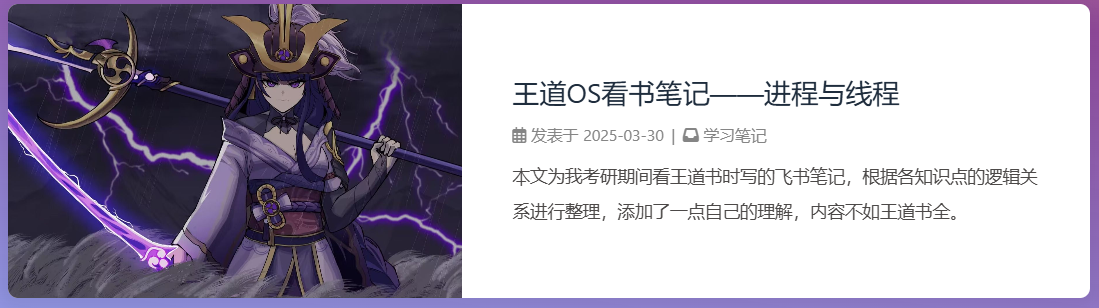 王道OS看书笔记——进程与线程
发表于 2025-03-30 | 学习笔记
本文为我考研期间看王道书时写的飞书笔记，根据各知识点的逻辑关
系进行整理，添加了一点自己的理解，内容不如王道书全。